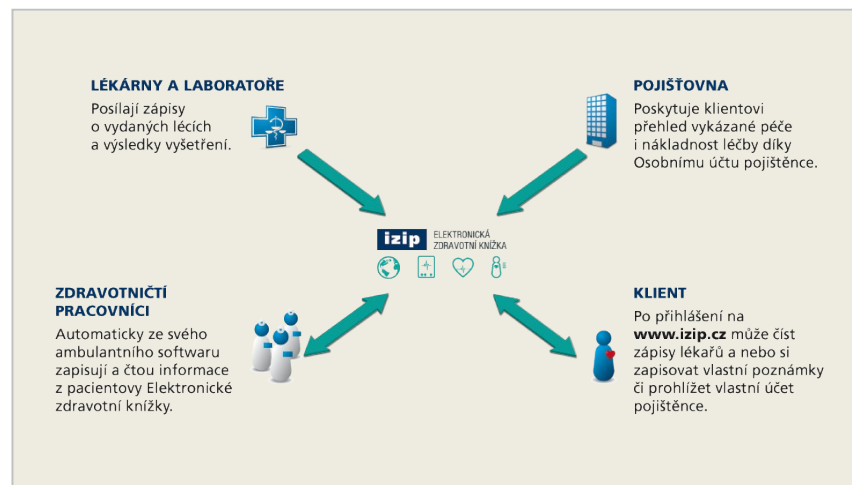 LÉKÁRNY A LABORATOŘE
Posílají zápisy
o vydaných lécích
a výsledky vyšetření.
POJIŠŤOVNA
Poskytuje klientovi
přehled vykázané péče
i nákladnost léčby díky
Osobnímu účtu pojištěnce.
izip
ELEKTRONICKÁ
ZDRAVOTNÍ KNÍŽKA
ZDRAVOTNIČTÍ
PRACOVNÍCI
Automaticky ze svého
ambulantního softwaru
zapisují a čtou informace
z pacientovy Elektronické
zdravotní knížky.
KLIENT
Po přihlášení na
www.izip.cz může číst
zápisy lékařů a nebo si
zapisovat vlastní poznámky
či prohlížet vlastní účet
pojištěnce.